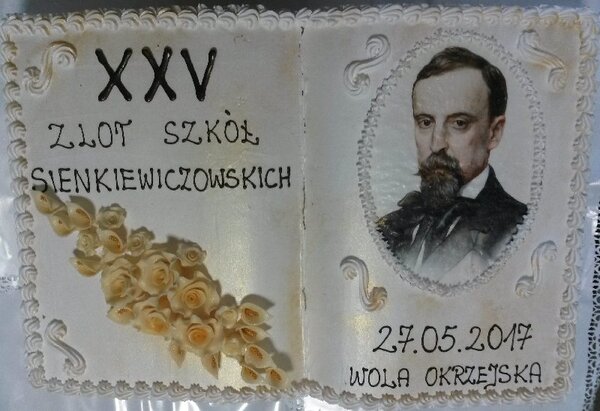 XXV
ZLOT SZKÓŁ
SIENKIEWICZOWSKICH
27.05.2017
WOLA OKRZEJSKA